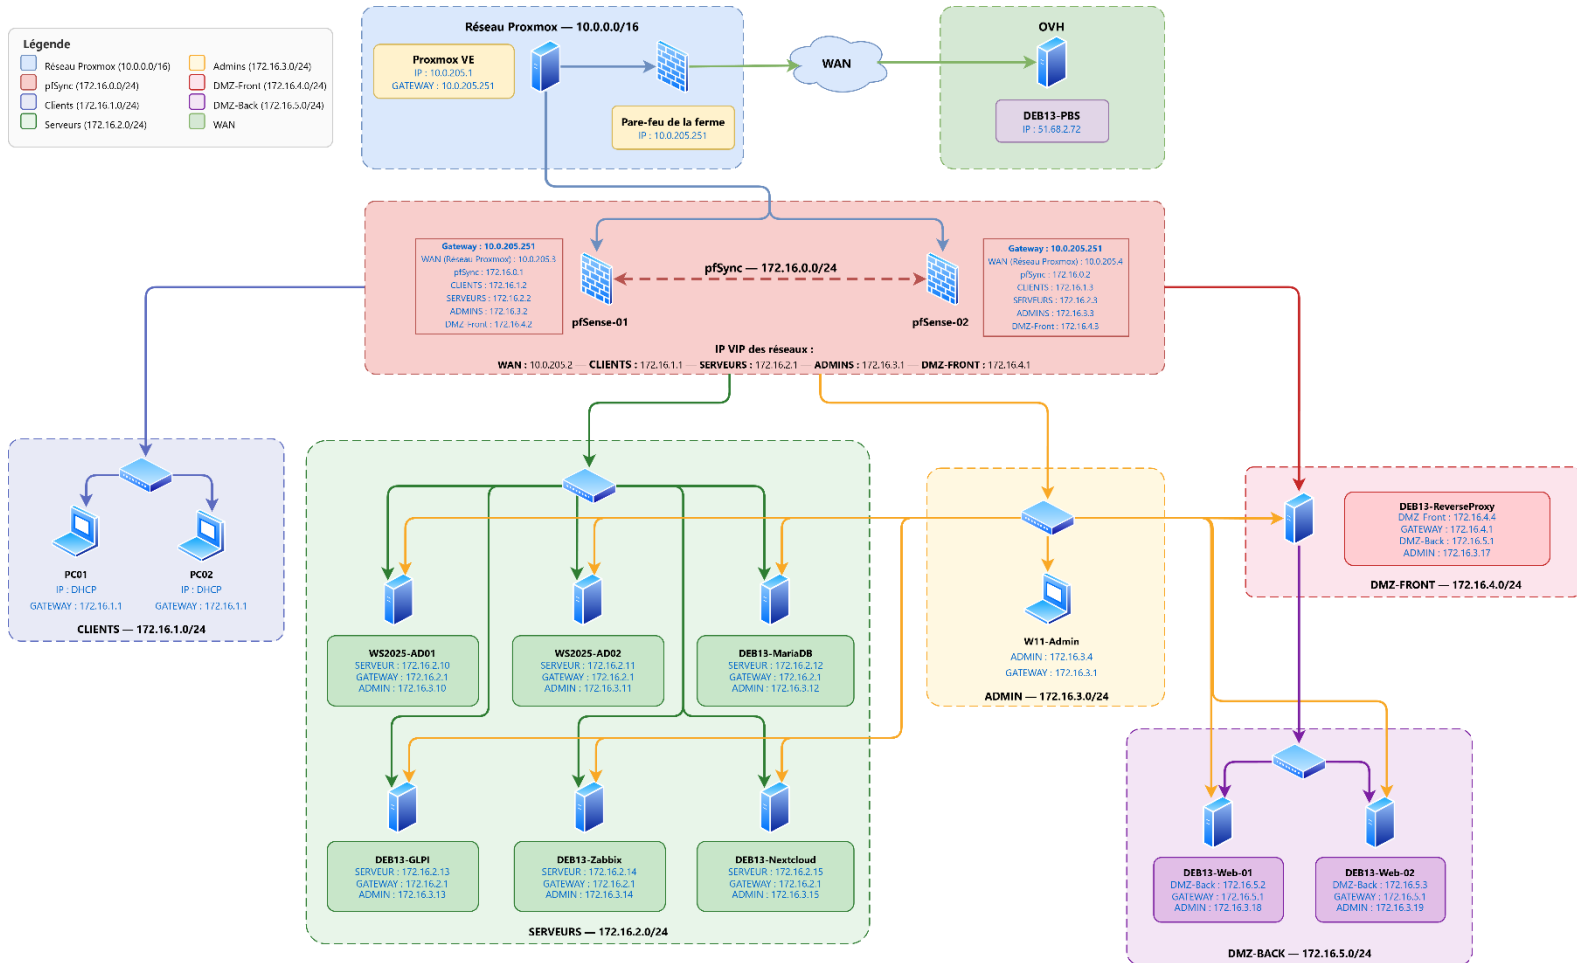 Légende
Réseau Proxmox (10.0.0.0/16)
pfSync (172.16.0.0/24)
Clients (172.16.1.0/24)
Serveurs (172.16.2.0/24)
Admins (172.16.3.0/24)
DMZ-Front (172.16.4.0/24)
DMZ-Back (172.16.5.0/24)
WAN
Réseau Proxmox — 10.0.0.0/16
Proxmox VE
IP : 10.0.205.1
GATEWAY : 10.0.205.251
Pare-feu de la ferme
IP : 10.0.205.251
WAN
OVH
DEB13-PBS
IP : 51.68.2.72
Gateway : 10.0.205.251
WAN (Réseau Proxmox) : 10.0.205.3
pfSync : 172.16.0.1
CLIENTS : 172.16.1.2
SERVEURS : 172.16.2.2
ADMINS : 172.16.3.2
DMZ-Front : 172.16.4.2
pfSense-01
pfSync — 172.16.0.0/24
pfSense-02
Gateway : 10.0.205.251
WAN (Réseau Proxmox) : 10.0.205.4
pfSync : 172.16.0.2
CLIENTS : 172.16.1.3
SERVEURS : 172.16.2.3
ADMINS : 172.16.3.3
DMZ-Front : 172.16.4.3
IP VIP des réseaux :
WAN : 10.0.205.2 — CLIENTS : 172.16.1.1 — SERVEURS : 172.16.2.1 — ADMINS : 172.16.3.1 — DMZ-FRONT : 172.16.4.1
PC01
IP : DHCP
GATEWAY : 172.16.1.1
PC02
IP : DHCP
GATEWAY : 172.16.1.1
CLIENTS — 172.16.1.0/24
WS2025-AD01
SERVEUR : 172.16.2.10
GATEWAY : 172.16.2.1
ADMIN : 172.16.3.10
WS2025-AD02
SERVEUR : 172.16.2.11
GATEWAY : 172.16.2.1
ADMIN : 172.16.3.11
DEB13-MariaDB
SERVEUR : 172.16.2.12
GATEWAY : 172.16.2.1
ADMIN : 172.16.3.12
DEB13-GLPI
SERVEUR : 172.16.2.13
GATEWAY : 172.16.2.1
ADMIN : 172.16.3.13
DEB13-Zabbix
SERVEUR : 172.16.2.14
GATEWAY : 172.16.2.1
ADMIN : 172.16.3.14
DEB13-Nextcloud
SERVEUR : 172.16.2.15
GATEWAY : 172.16.2.1
ADMIN : 172.16.3.15
SERVEURS — 172.16.2.0/24
W11-Admin
ADMIN : 172.16.3.4
GATEWAY : 172.16.3.1
ADMIN — 172.16.3.0/24
DEB13-ReverseProxy
DMZ-Front : 172.16.4.4
GATEWAY : 172.16.4.1
DMZ-Back : 172.16.5.1
ADMIN : 172.16.3.17
DMZ-FRONT — 172.16.4.0/24
DEB13-Web-01
DMZ-Back : 172.16.5.2
GATEWAY : 172.16.5.1
ADMIN : 172.16.3.18
DEB13-Web-02
DMZ-Back : 172.16.5.3
GATEWAY : 172.16.5.1
ADMIN : 172.16.3.19
DMZ-BACK — 172.16.5.0/24